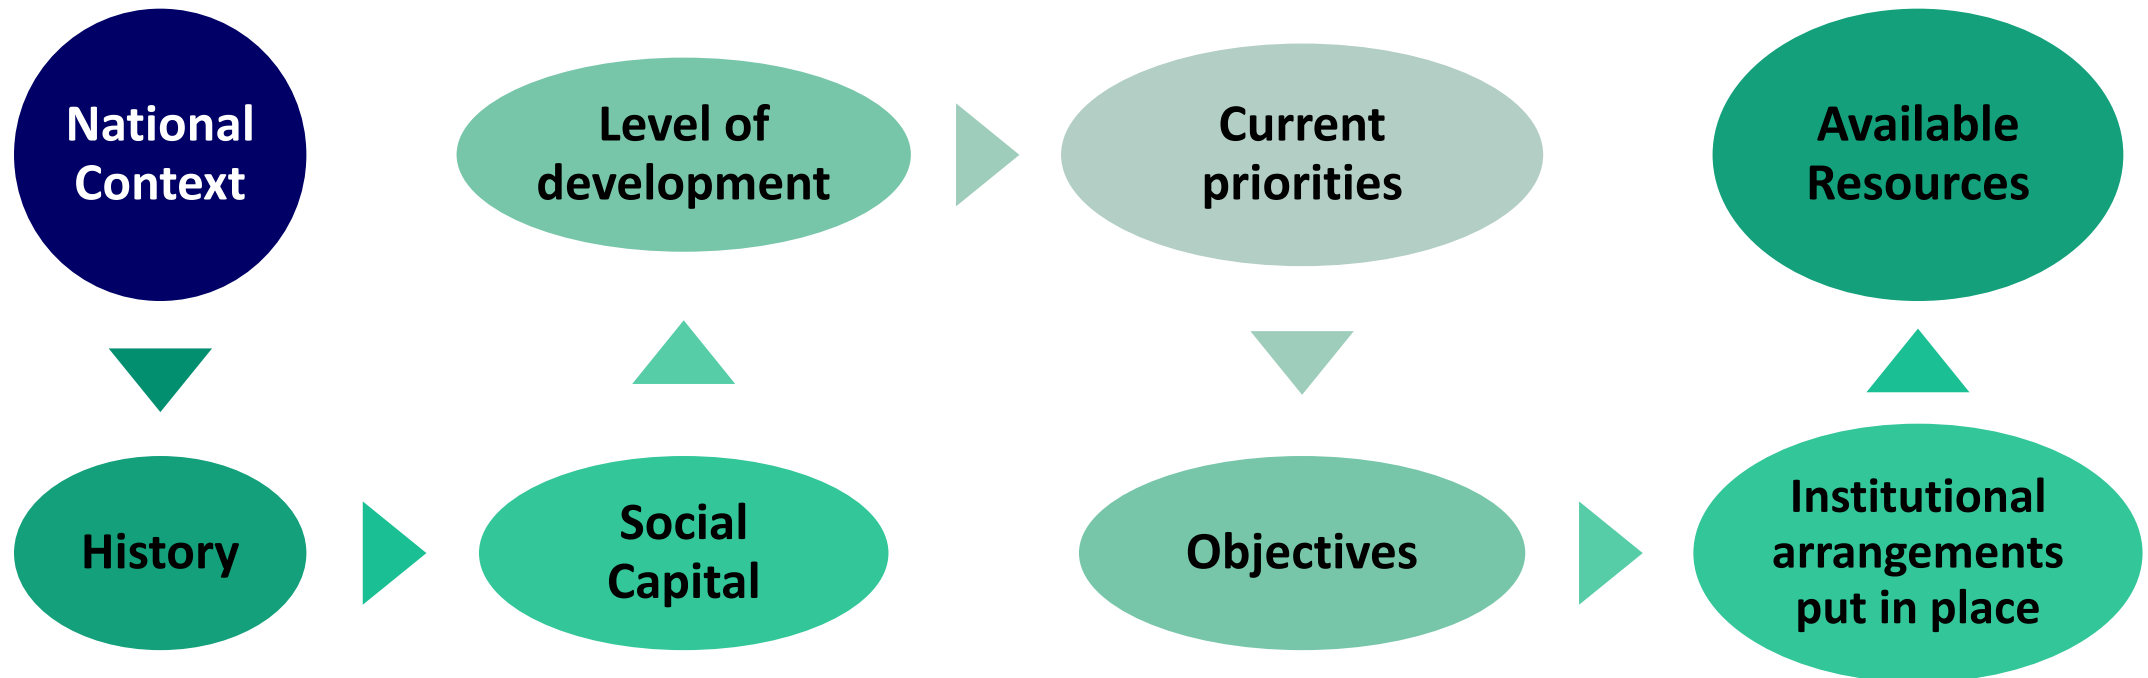 National
Context
History
Social
Capital
Level of
development
Current
priorities
Objectives
Institutional
arrangements
put in place
Available
Resources